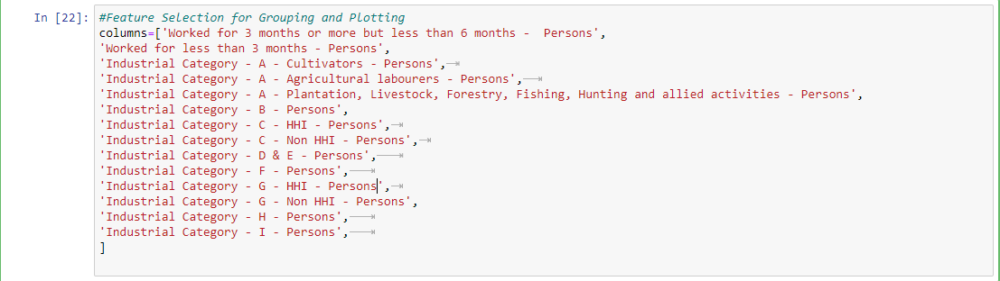 In [22]: #Feature Selection for Grouping and Plotting
columns=['Worked for 3 months or more but less than 6 months -  Persons',
'Worked for less than 3 months - Persons',
'Industrial Category - A - Cultivators - Persons',
'Industrial Category - A - Agricultural labourers - Persons',
'Industrial Category - A - Plantation, Livestock, Forestry, Fishing, Hunting and allied activities - Persons',
'Industrial Category - B - Persons',
'Industrial Category - C - HHI - Persons',
'Industrial Category - C - Non HHI - Persons',
'Industrial Category - D & E - Persons',
'Industrial Category - F - Persons',
'Industrial Category - G - HHI - Persons',
'Industrial Category - G - Non HHI - Persons',
'Industrial Category - H - Persons',
'Industrial Category - I - Persons',
]